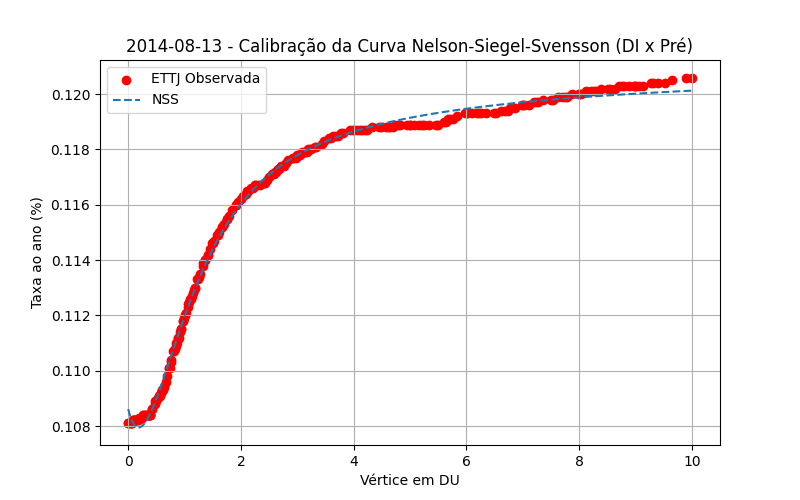 2014-08-13 - Calibração da Curva Nelson-Siegel-Svensson (DI x Pré)
ETTJ Observada
NSS
Taxa ao ano (%)
0.120
0.118
0.116
0.114
0.112
0.110
0.108
0 2 4 6 8 10
Vértice em DU